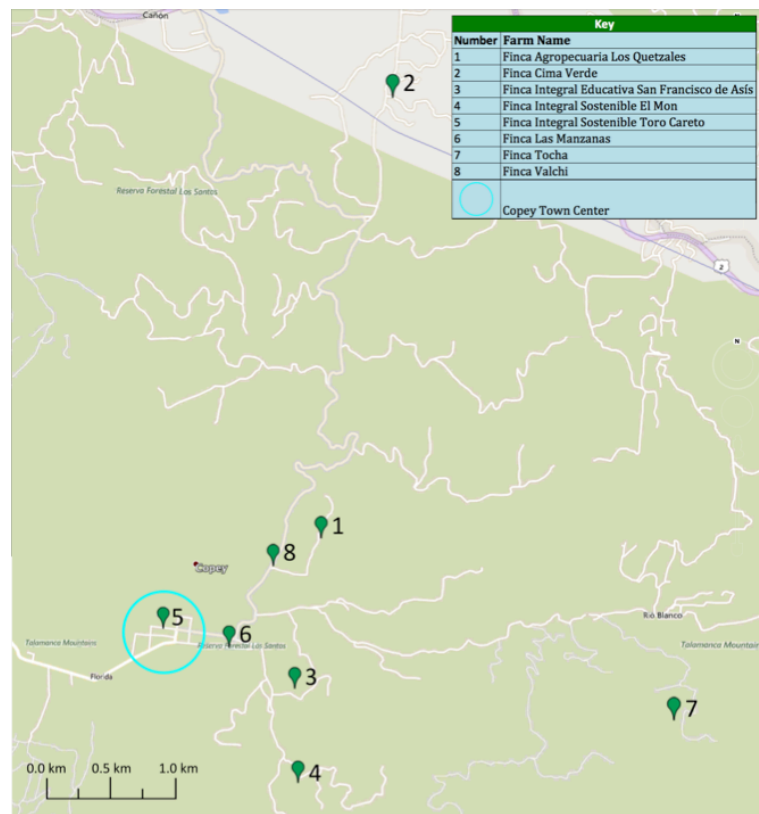 Cañón
Key
Number Farm Name
1 Finca Agropecuaria Los Quetzales
2 Finca Cima Verde
3 Finca Integral Educativa San Francisco de Asís
4 Finca Integral Sostenible El Mon
5 Finca Integral Sostenible Toro Careto
6 Finca Las Manzanas
7 Finca Tocha
8 Finca Valchi
Copey Town Center
2
Reserva Forestal Los Santos
2
N
1
8
Copey
5
6
Río Blanco
Talamanca Mountains
Reserva Forestal Los Santos
Talamanca Mountain
Florida
3
7
4
0.0 km 0.5 km 1.0 km